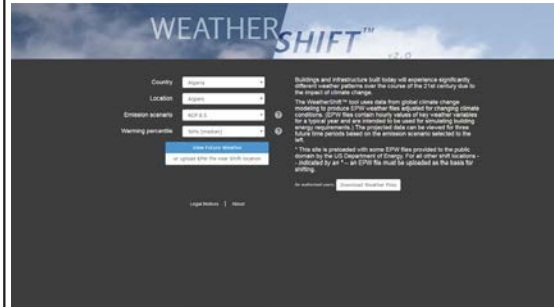 WEATHERSHIFT™
v2.0
Country
Algeria
Location
Algiers
Emission scenario
RCP 8.5
Warming percentile
50% (median)
View Future Weather
or upload EPW file near Shift location
Legal Notices | About
Buildings and infrastructure built today will experience significantly
different weather patterns over the course of the 21st century due to
the impact of climate change.
The WeatherShift™ tool uses data from global climate change
modeling to produce EPW weather files adjusted for changing climate
conditions. (EPW files contain hourly values of key weather variables
for a typical year and are intended to be used for simulating building
energy requirements.) The projected data can be viewed for three
future time periods based on the emission scenario selected to the
left.
* This site is preloaded with some EPW files provided to the public
domain by the US Department of Energy. For all other shift locations -
- indicated by an * -- an EPW file must be uploaded as the basis for
shifting.
for authorised users: Download Weather Files